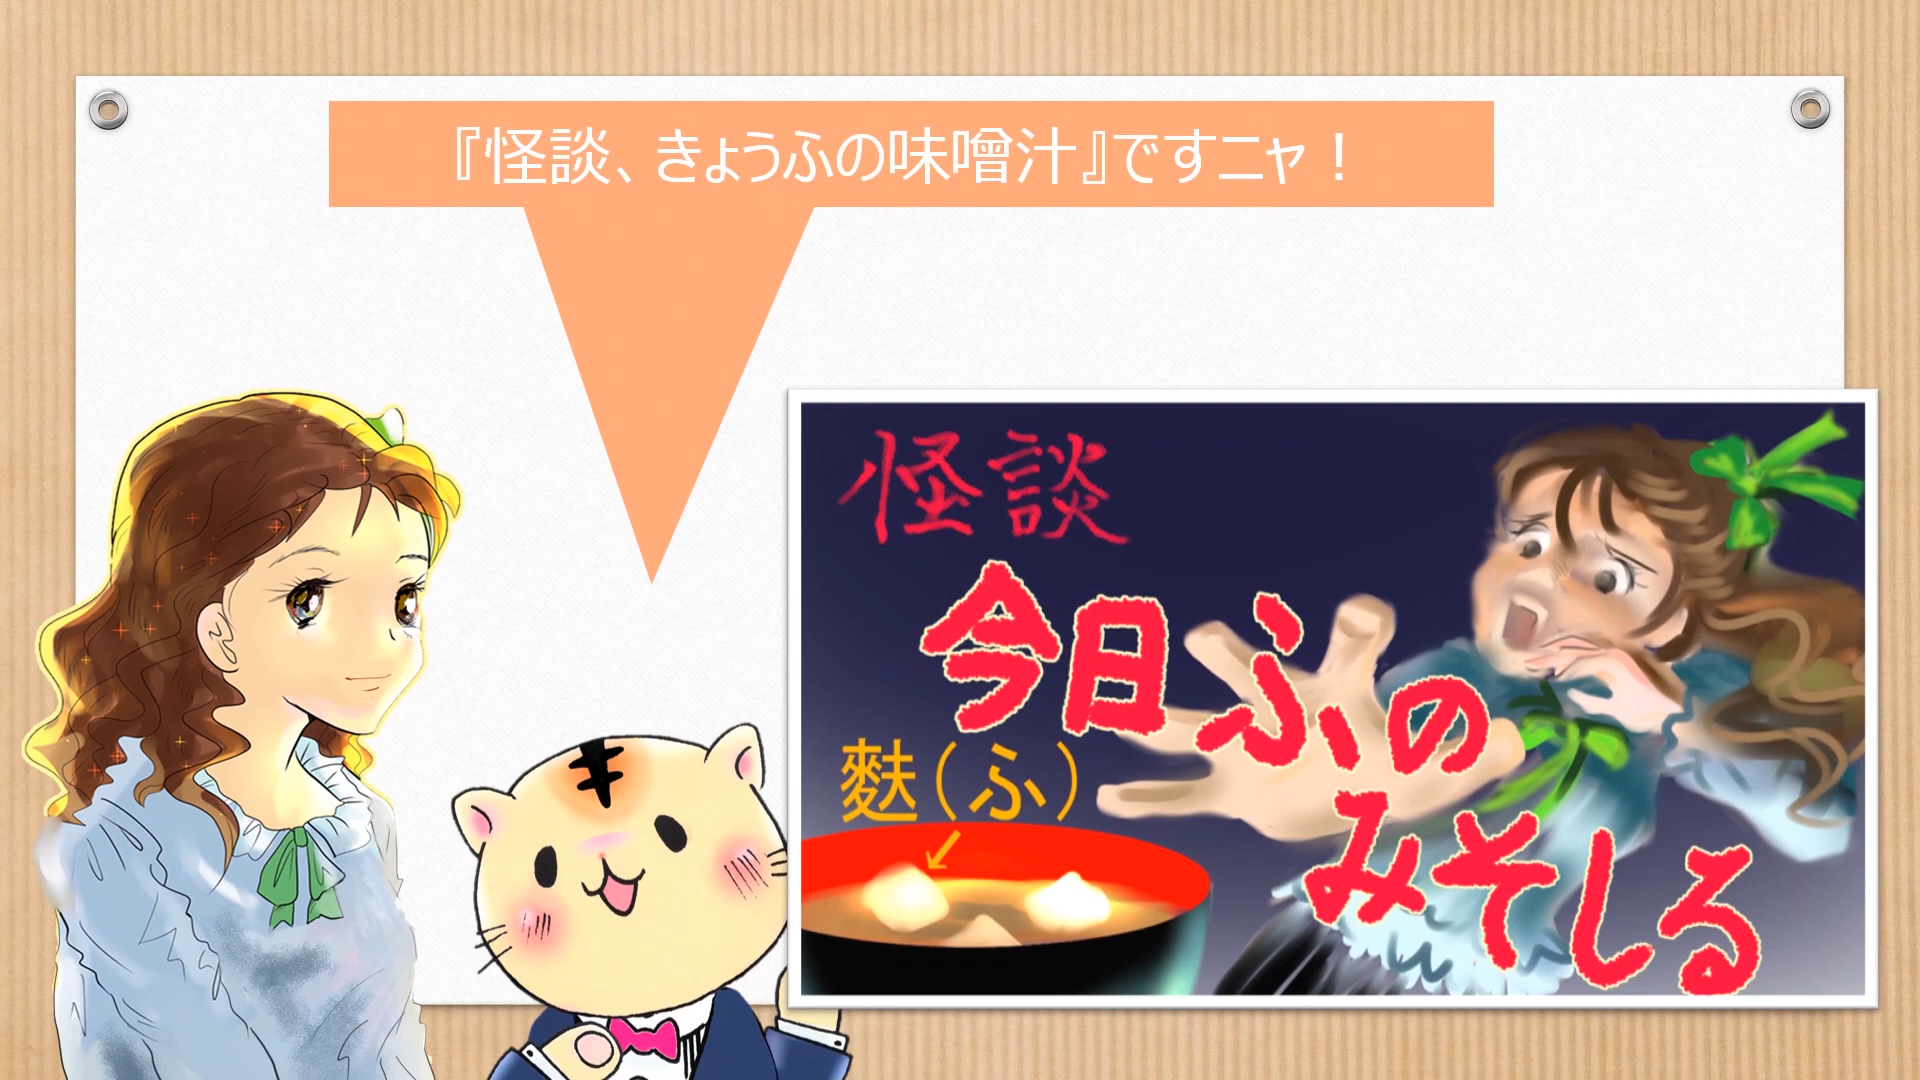 『怪談、きょうふの味噌汁』ですニャ！
怪談
今日ふの
みそしる
麩（ふ）